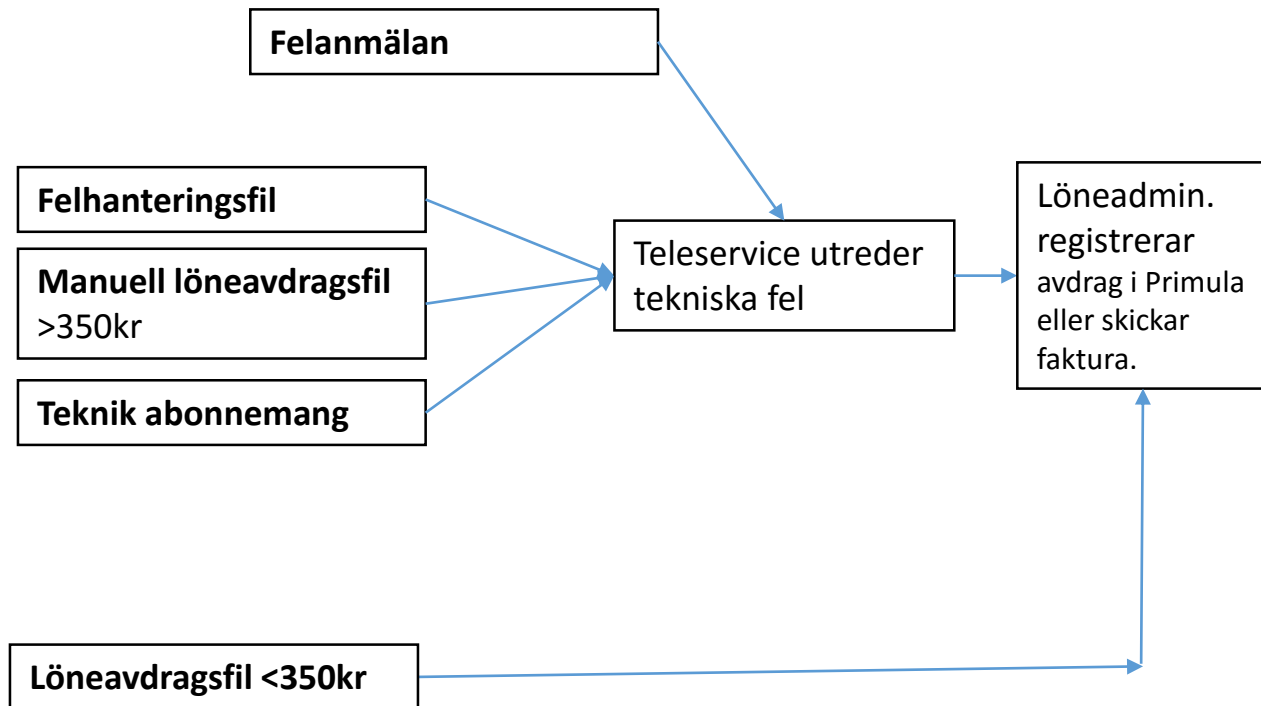 Felanmälan
Felhanteringsfil
Manuell löneavdragsfil
>350kr
Teknik abonnemang
Teleservice utreder
tekniska fel
Löneadmin.
registrerar
avdrag i Primula
eller skickar
faktura.
Löneavdragsfil <350kr